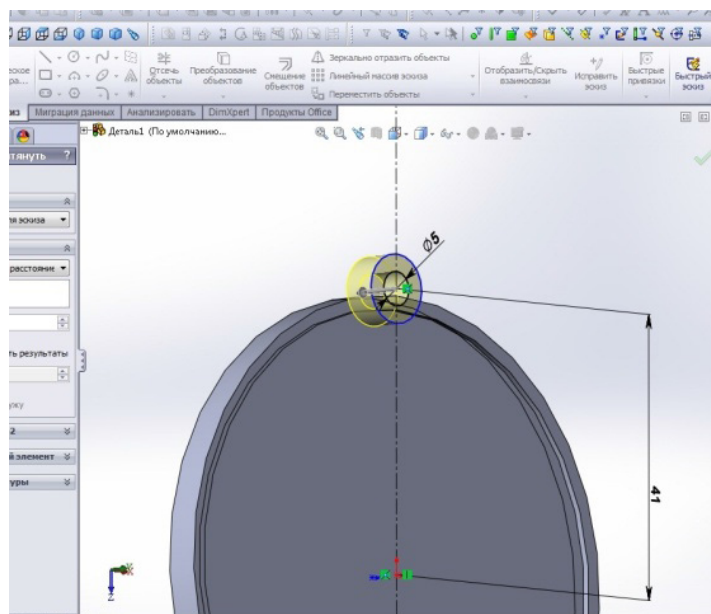 еское
ра...
Отсечь
объекты
Преобразование
объектов
Смещение
объектов
Зеркально отразить объекты
Линейный массив эскиза
Переместить объекты
Отобразить/Скрыть
взаимосвязи
Исправить
эскиз
Быстрые
привязки
Быстрый
эскиз
из Миграция данных Анализировать DimXpert Продукты Office
Деталь1 (По умолчанию...
тянуть ?
ля эскиза
расстояние
ть результаты
ужу
2
й элемент
уры
Ø5
41
z